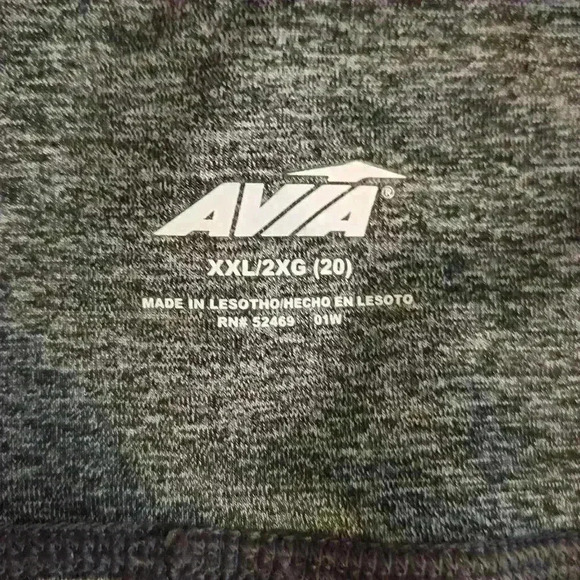 AVIA®
XXL/2XG (20)
MADE IN LESOTHO/HECHO EN LESOTO
RN# 52469 01W